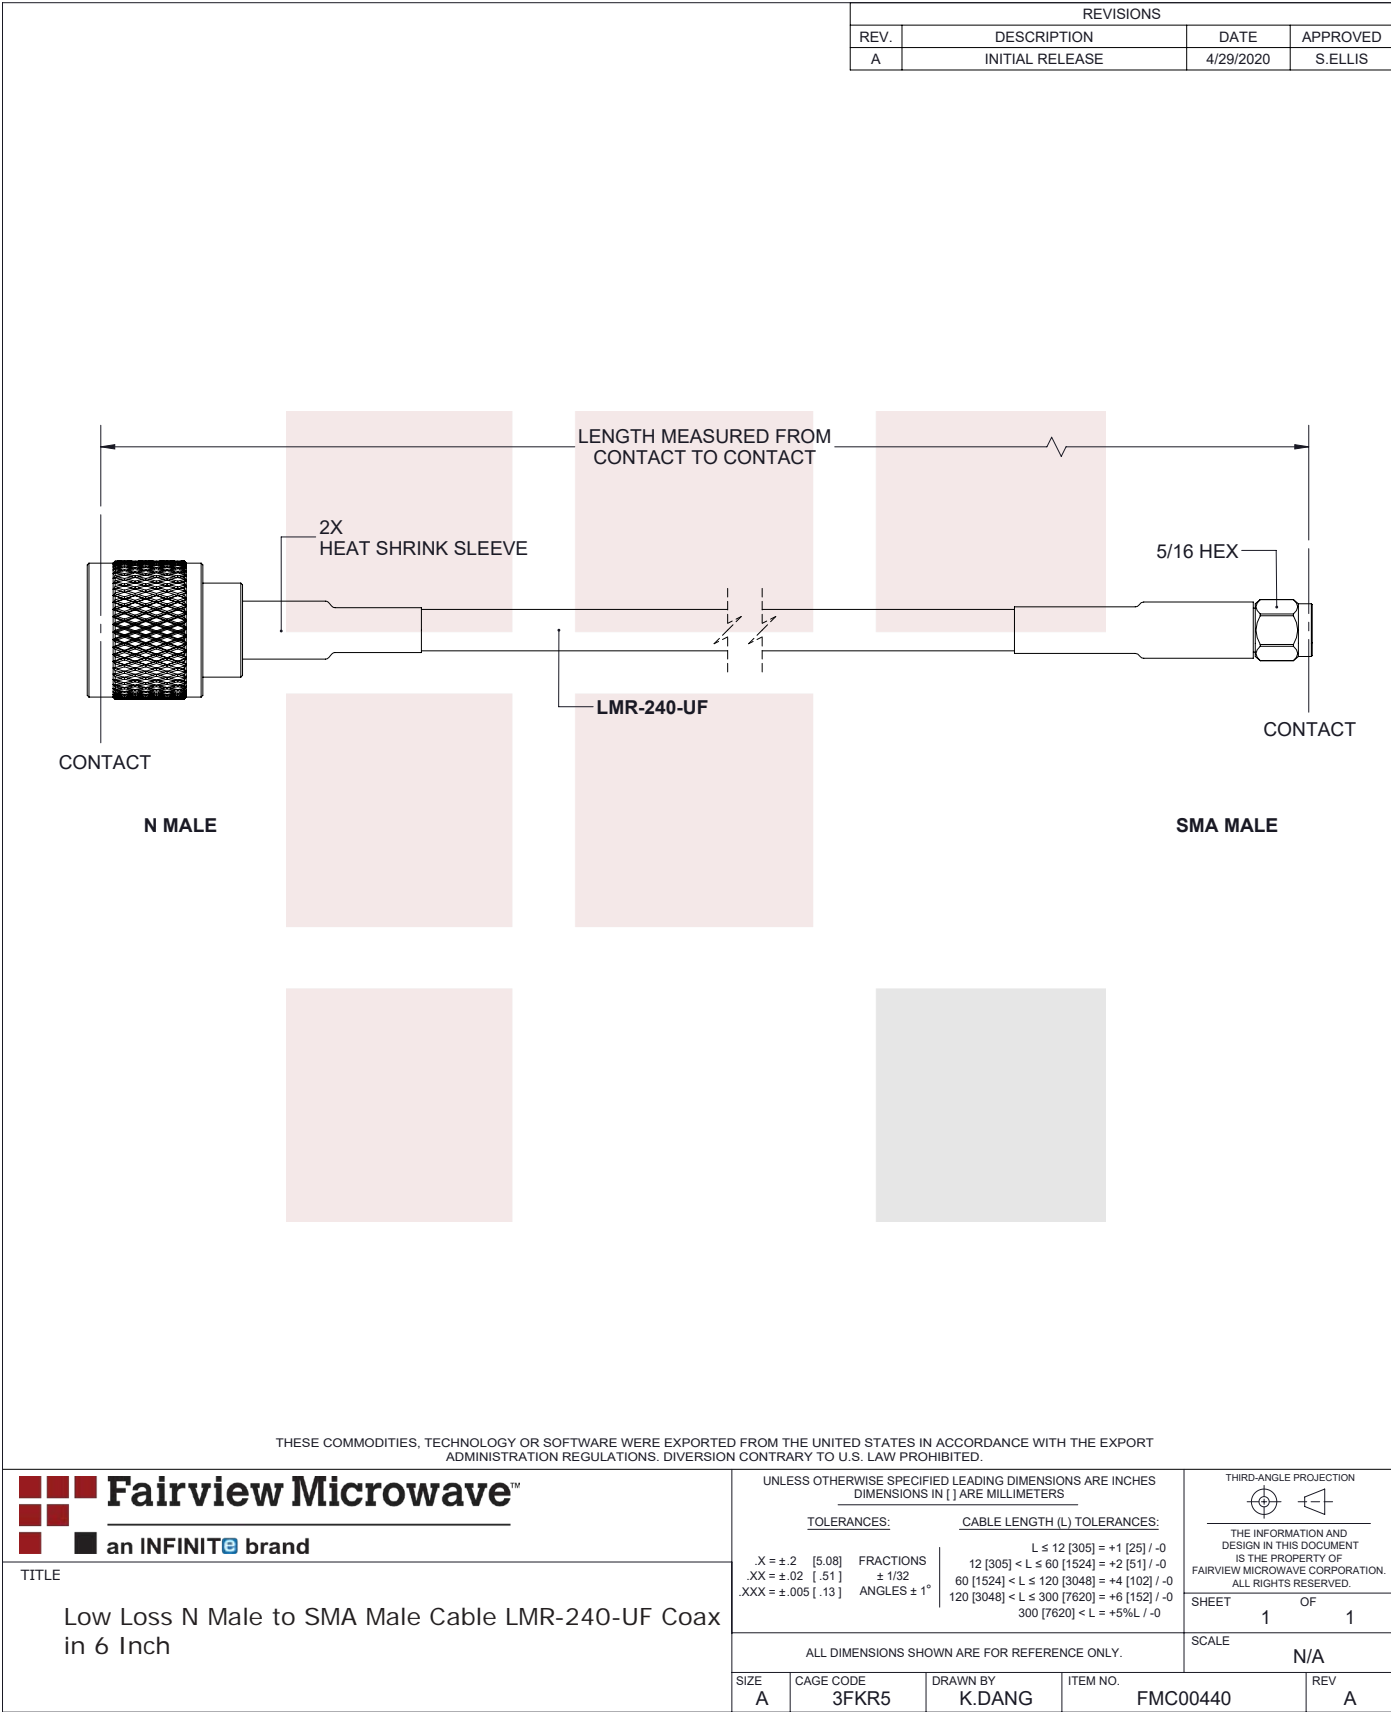 REVISIONS
REV. DESCRIPTION DATE APPROVED
A INITIAL RELEASE 4/29/2020 S.ELLIS
LENGTH MEASURED FROM
CONTACT TO CONTACT
2X
HEAT SHRINK SLEEVE
5/16 HEX
LMR-240-UF
CONTACT
CONTACT
N MALE
SMA MALE
THESE COMMODITIES, TECHNOLOGY OR SOFTWARE WERE EXPORTED FROM THE UNITED STATES IN ACCORDANCE WITH THE EXPORT
ADMINISTRATION REGULATIONS. DIVERSION CONTRARY TO U.S. LAW PROHIBITED.
Fairview Microwave™
an INFINITe brand
TITLE
Low Loss N Male to SMA Male Cable LMR-240-UF Coax
in 6 Inch
UNLESS OTHERWISE SPECIFIED LEADING DIMENSIONS ARE INCHES
DIMENSIONS IN [ ] ARE MILLIMETERS
TOLERANCES:
.X = ±.2 [5.08] FRACTIONS
.XX = ±.02 [ .51 ] ± 1/32
.XXX = ±.005 [ .13 ] ANGLES ± 1°
CABLE LENGTH (L) TOLERANCES:
L ≤ 12 [305] = +1 [25] / -0
12 [305] < L ≤ 60 [1524] = +2 [51] / -0
60 [1524] < L ≤ 120 [3048] = +4 [102] / -0
120 [3048] < L ≤ 300 [7620] = +6 [152] / -0
300 [7620] < L = +5%L / -0
ALL DIMENSIONS SHOWN ARE FOR REFERENCE ONLY.
THIRD-ANGLE PROJECTION
THE INFORMATION AND
DESIGN IN THIS DOCUMENT
IS THE PROPERTY OF
FAIRVIEW MICROWAVE CORPORATION.
ALL RIGHTS RESERVED.
SHEET OF
1 1
SCALE
N/A
SIZE CAGE CODE DRAWN BY ITEM NO. REV
A 3FKR5 K.DANG FMC00440 A